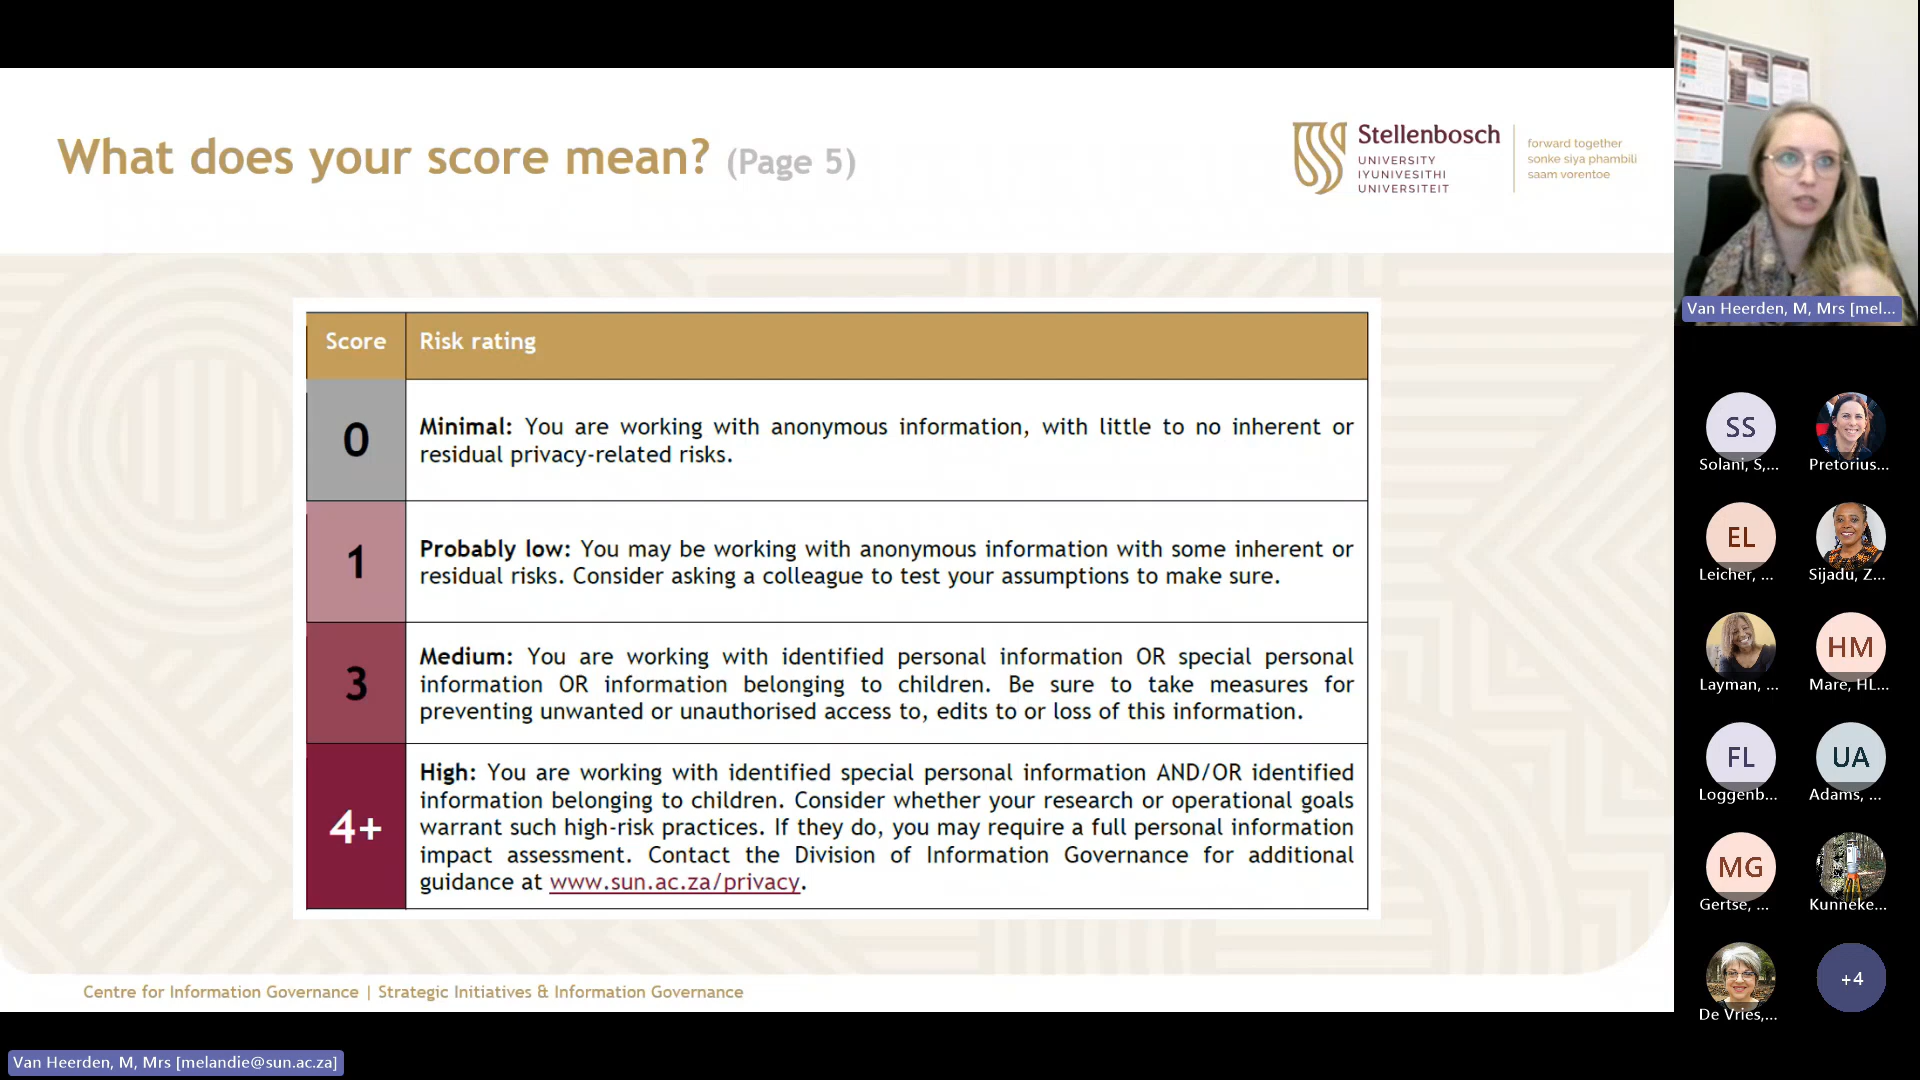 What does your score mean? (Page 5)
Stellenbosch
UNIVERSITY
IYUNIVESITHI
UNIVERSITEIT
forward together
sonke siya phambili
saam vorentoe
Score
Risk rating
0
Minimal: You are working with anonymous information, with little to no inherent or
residual privacy-related risks.
1
Probably low: You may be working with anonymous information with some inherent or
residual risks. Consider asking a colleague to test your assumptions to make sure.
3
Medium: You are working with identified personal information OR special personal
information OR information belonging to children. Be sure to take measures for
preventing unwanted or unauthorised access to, edits to or loss of this information.
4+
High: You are working with identified special personal information AND/OR identified
information belonging to children. Consider whether your research or operational goals
warrant such high-risk practices. If they do, you may require a full personal information
impact assessment. Contact the Division of Information Governance for additional
guidance at www.sun.ac.za/privacy.
Centre for Information Governance | Strategic Initiatives & Information Governance
Van Heerden, M, Mrs [melandie@sun.ac.za]
Van Heerden, M, Mrs [mel...
SS
Solani, S,...
Pretorius...
EL
Leicher, ...
Sijadu, Z...
Layman, ...
HM
Mare, HL...
FL
Loggenb...
UA
Adams, ...
MG
Gertse, ...
Kunneke...
De Vries,...
+4